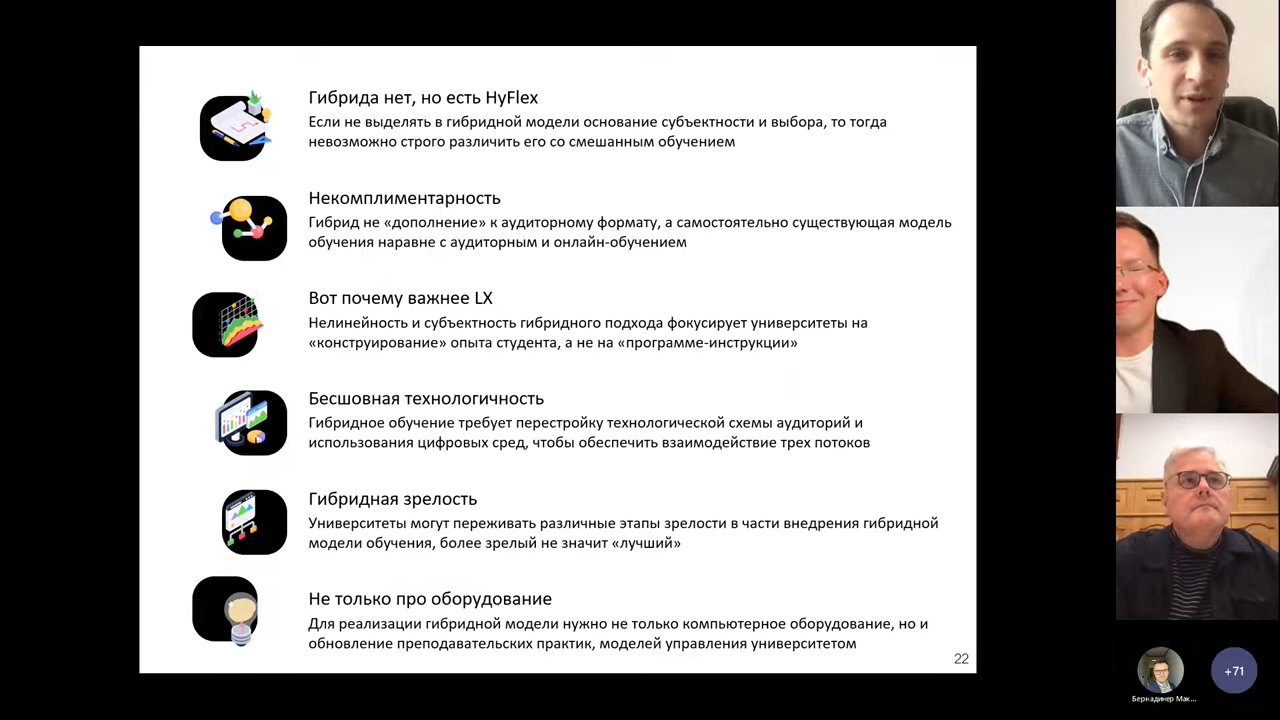 Гибрида нет, но есть HyFlex
Если не выделять в гибридной модели основание субъектности и выбора, то тогда
невозможно строго различить его со смешанным обучением
Некомплиментарность
Гибрид не «дополнение» к аудиторному формату, а самостоятельно существующая модель
обучения наравне с аудиторным и онлайн-обучением
Вот почему важнее LX
Нелинейность и субъектность гибридного подхода фокусирует университеты на
«конструирование» опыта студента, а не на «программе-инструкции»
Бесшовная технологичность
Гибридное обучение требует перестройку технологической схемы аудиторий и
использования цифровых сред, чтобы обеспечить взаимодействие трех потоков
Гибридная зрелость
Университеты могут переживать различные этапы зрелости в части внедрения гибридной
модели обучения, более зрелый не значит «лучший»
Не только про оборудование
Для реализации гибридной модели нужно не только компьютерное оборудование, но и
обновление преподавательских практик, моделей управления университетом
22
Бернадинер Мак...
+71